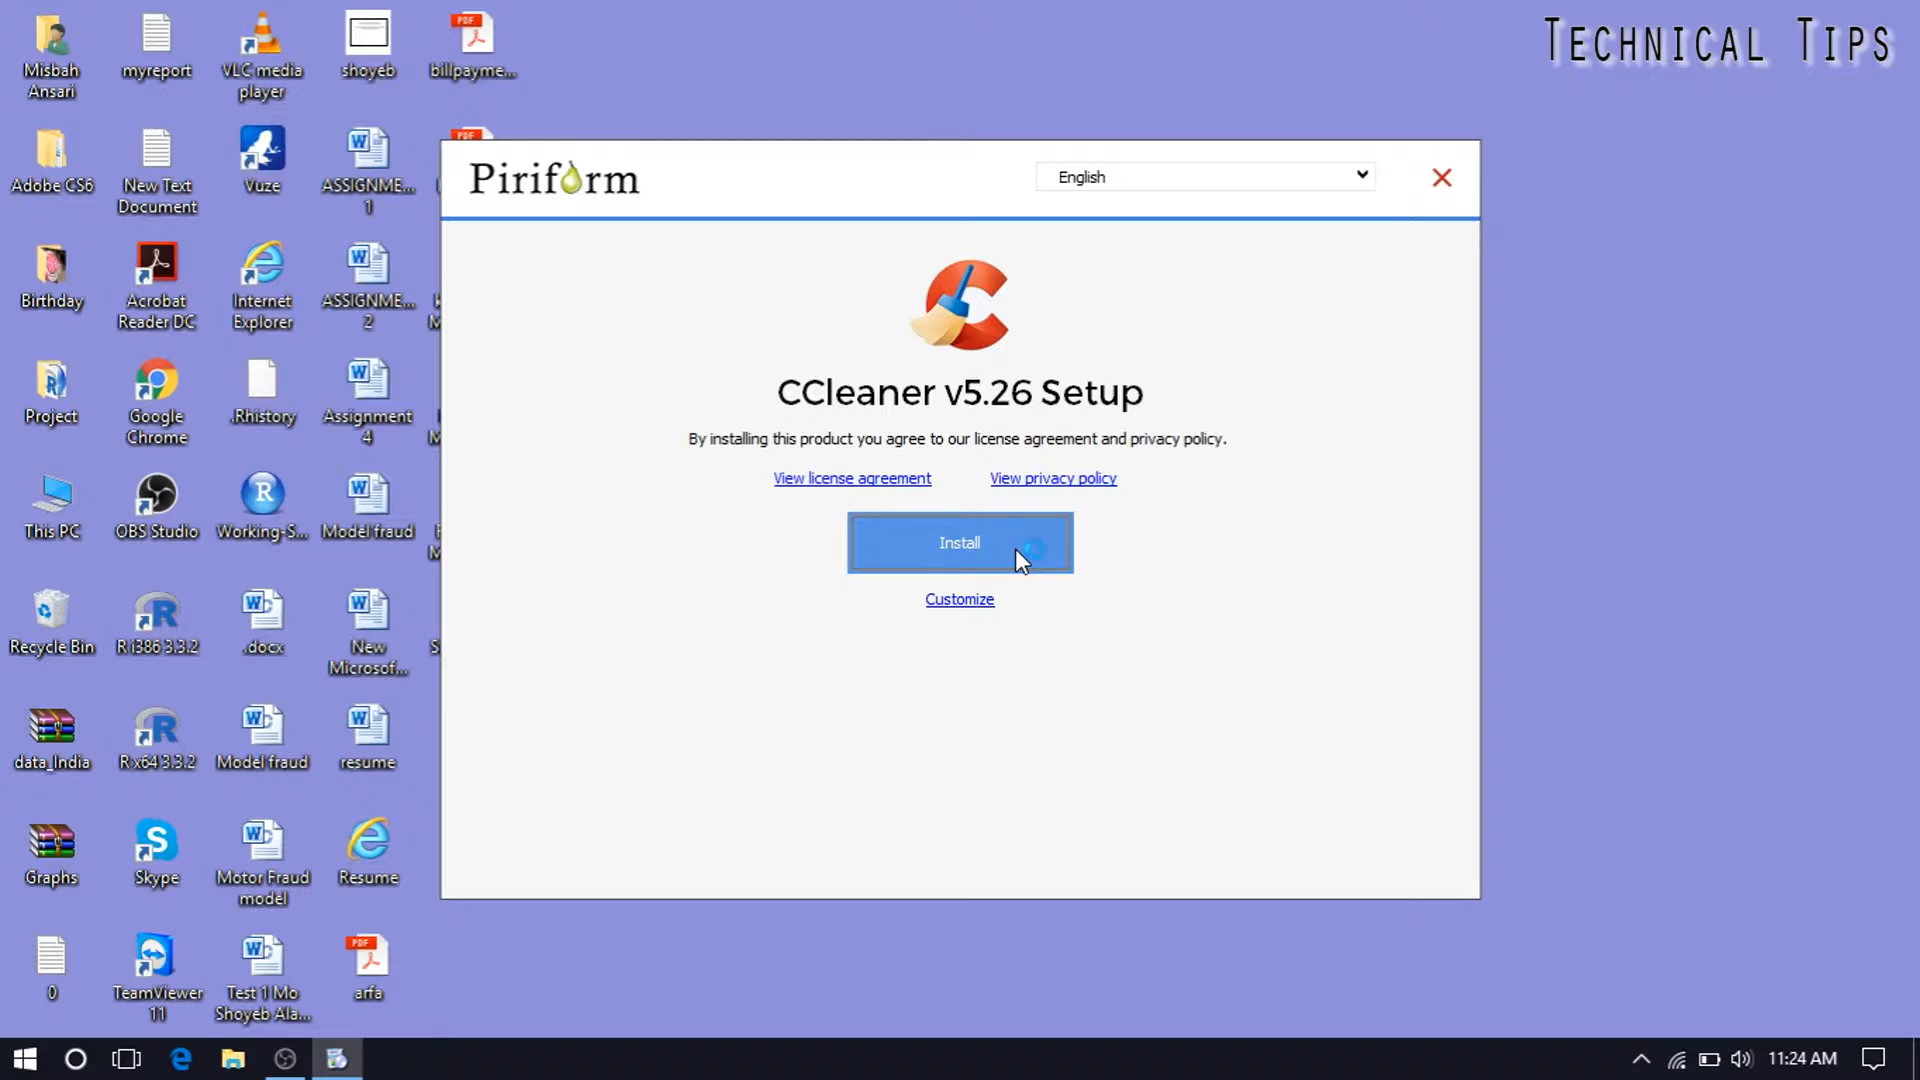 TECHNICAL TIPS
Misbah
Ansari
myreport
VLC media
player
shoyeb
PDF
billpayme...
Adobe CS6
New Text
Document
Vuze
ASSIGNME...
1
PDF
Birthday
Acrobat
Reader DC
Internet
Explorer
ASSIGNME...
2
Project
Google
Chrome
.Rhistory
Assignment
4
This PC
OBS Studio
Working-S...
Model fraud
Recycle Bin
R i386 3.3.2
.docx
New
Microsof...
data_India
R x64 3.3.2
Model fraud
resume
Graphs
Skype
Motor Fraud
model
Resume
0
TeamViewer
11
Test 1 Mo
Shoyeb Ala...
PDF
arfa
Piriform
English
CCleaner v5.26 Setup
By installing this product you agree to our license agreement and privacy policy.
View license agreement
View privacy policy
Install
Customize
11:24 AM